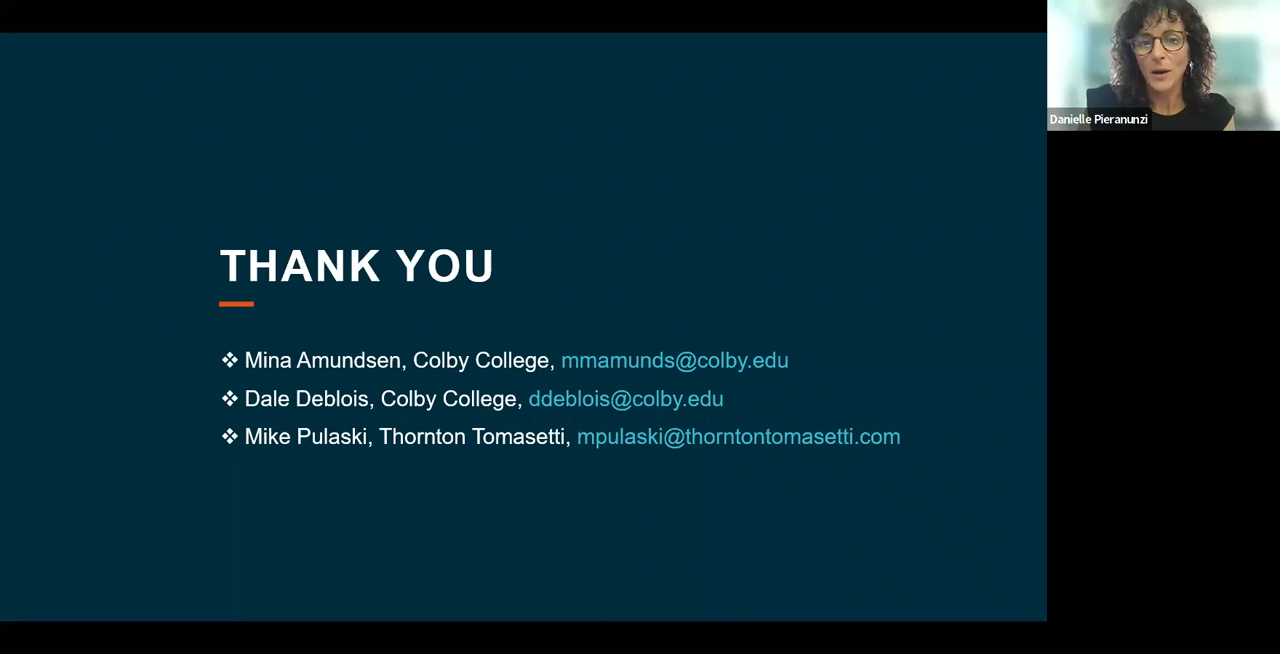 Danielle Pieranunzi
THANK YOU
❖ Mina Amundsen, Colby College, mmamunds@colby.edu
❖ Dale Deblois, Colby College, ddeblois@colby.edu
❖ Mike Pulaski, Thornton Tomasetti, mpulaski@thorntontomasetti.com